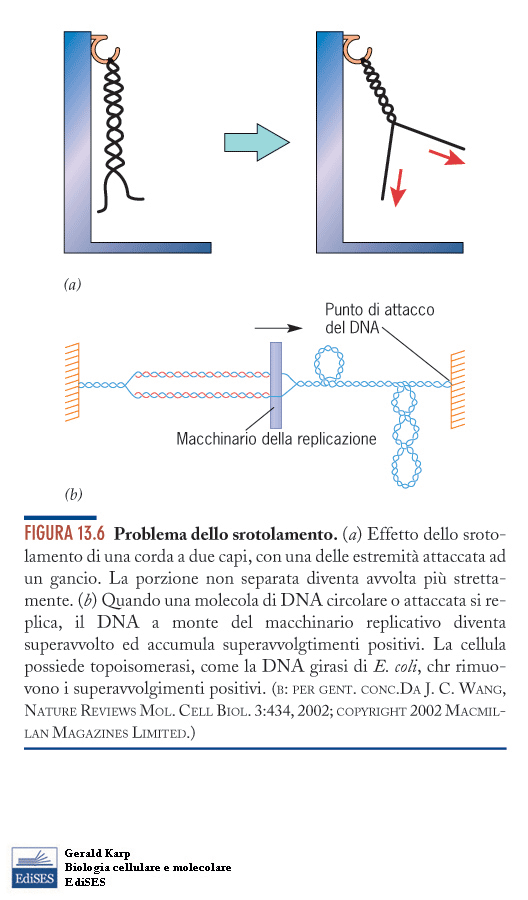 (a)
Punto di attacco
del DNA
Macchinario della replicazione
(b)
FIGURA 13.6 Problema dello srotolamento. (a) Effetto dello sroto-
lamento di una corda a due capi, con una delle estremità attaccata ad
un gancio. La porzione non separata diventa avvolta più stretta-
mente. (b) Quando una molecola di DNA circolare o attaccata si re-
plica, il DNA a monte del macchinario replicativo diventa
superavvolto ed accumula superavvolgtimenti positivi. La cellula
possiede topoisomerasi, come la DNA girasi di E. coli, chr rimuo-
vono i superavvolgimenti positivi. (B: PER GENT. CONC.DA J. C. WANG,
NATURE REVIEWS MOL. CELL BIOL. 3:434, 2002; COPYRIGHT 2002 MACMIL-
LAN MAGAZINES LIMITED.)
EdiSES
Gerald Karp
Biologia cellulare e molecolare
EdiSES